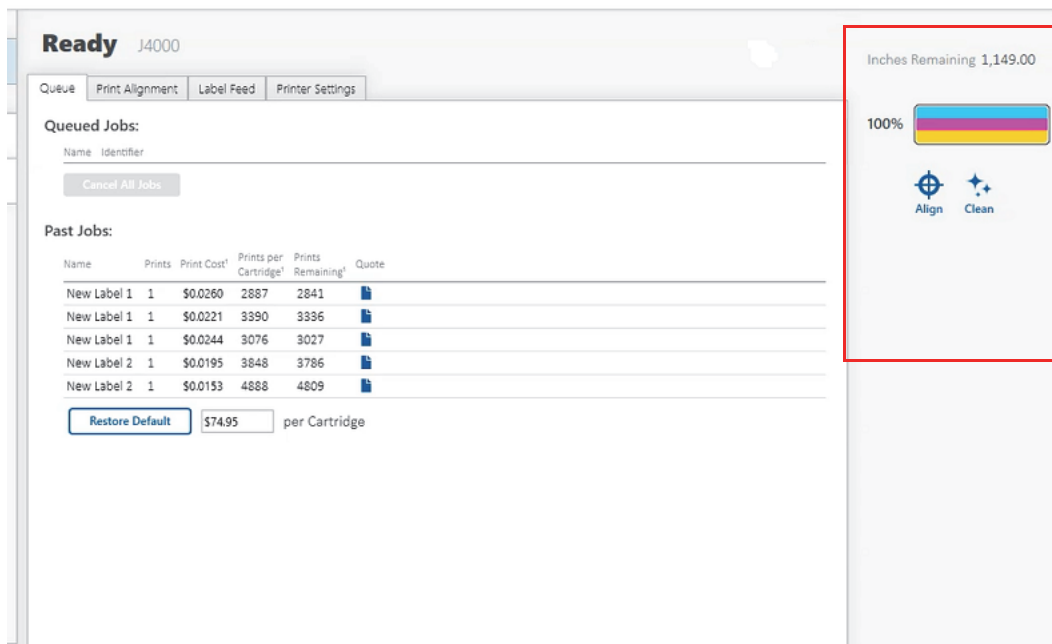 Ready J4000
Inches Remaining 1,149.00
Queue Print Alignment Label Feed Printer Settings
100%
Queued Jobs:
Name Identifier
Cancel All Jobs
Align Clean
Past Jobs:
Name Prints Print Cost¹ Prints per Cartridge¹ Prints Remaining¹ Quote
New Label 1 1 $0.0260 2887 2841
New Label 1 1 $0.0221 3390 3336
New Label 1 1 $0.0244 3076 3027
New Label 2 1 $0.0195 3848 3786
New Label 2 1 $0.0153 4888 4809
Restore Default $74.95 per Cartridge